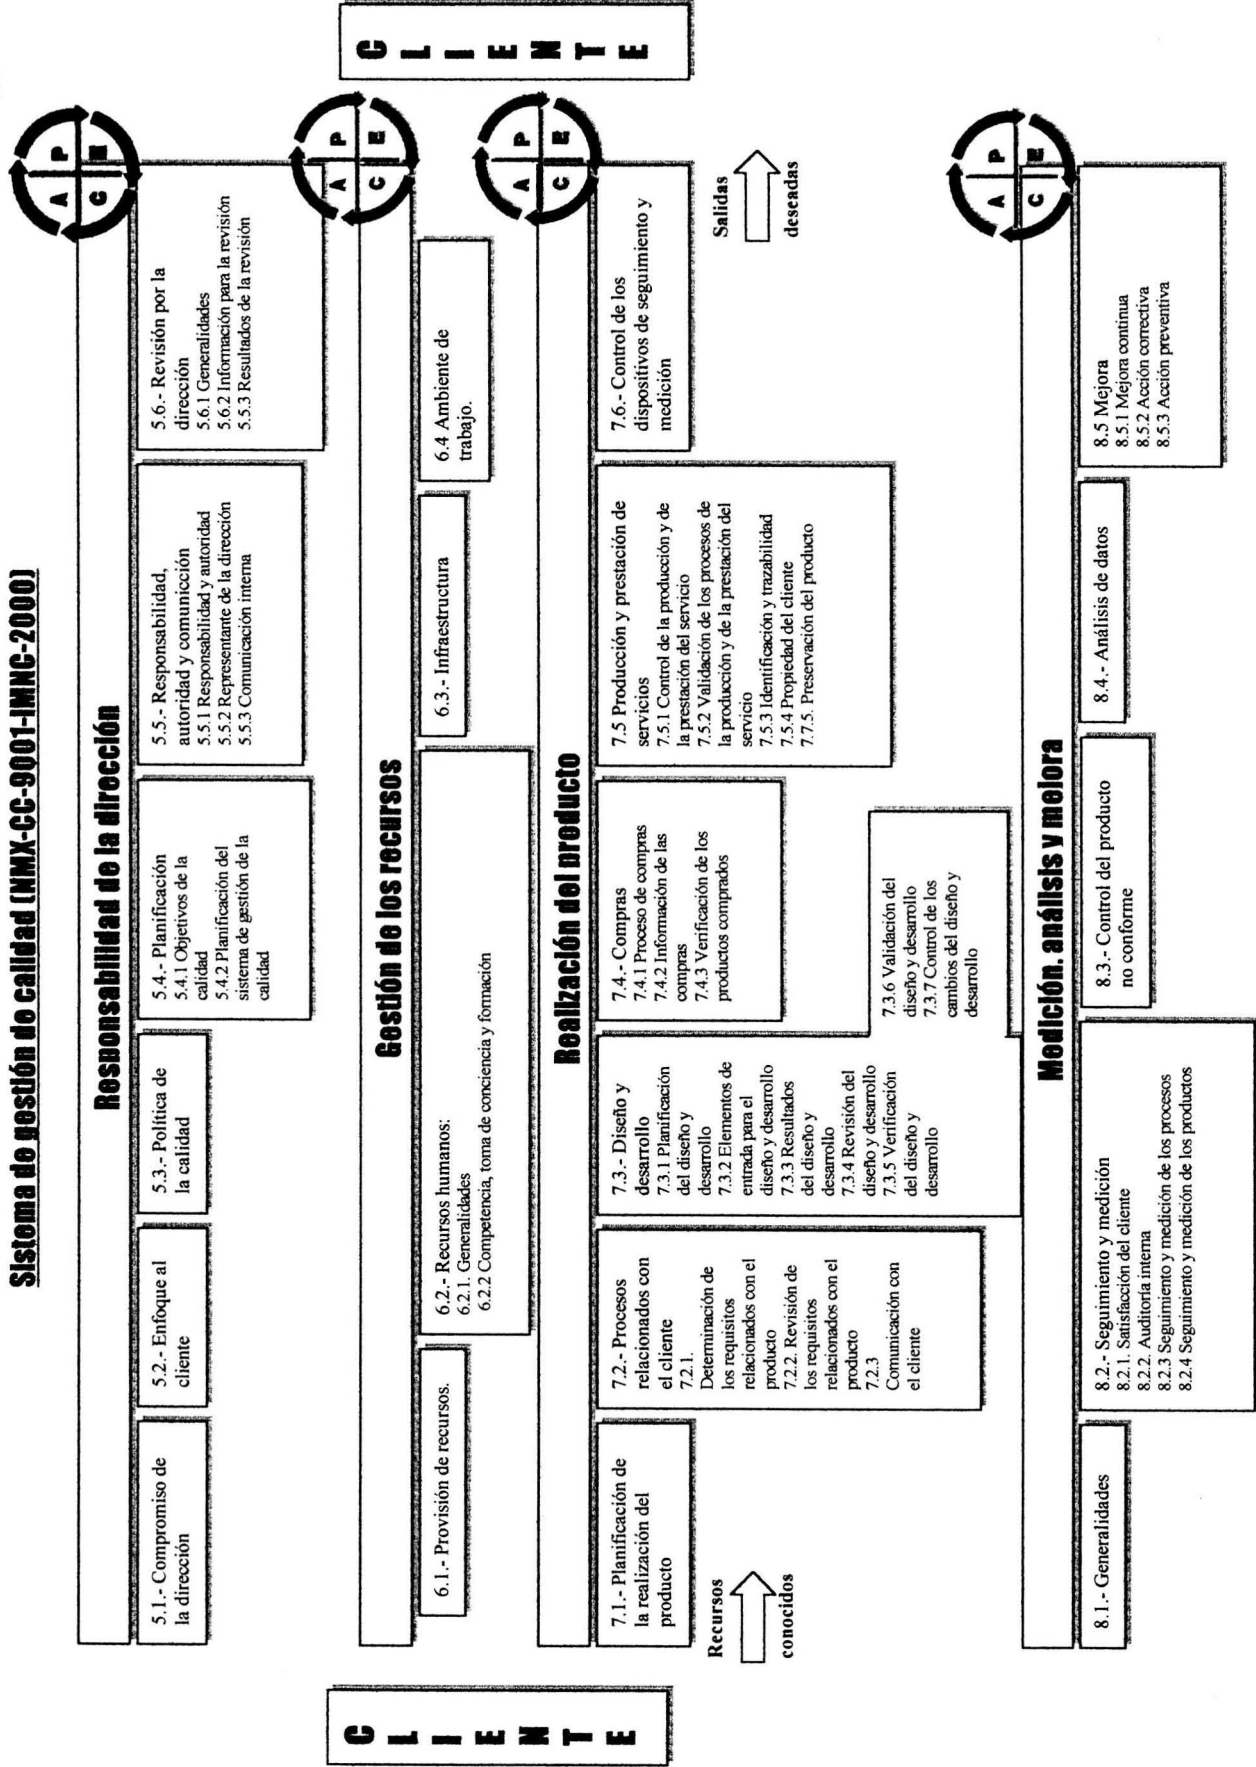 Sistema de gestión de calidad (NMX-CC-9001-IMNC-2000)
Responsabilidad de la dirección
A P
C E
5.1.- Compromiso de
la dirección
5.2.- Enfoque al
cliente
5.3.- Política de
la calidad
5.4.- Planificación
5.4.1 Objetivos de la
calidad
5.4.2 Planificación del
sistema de gestión de la
calidad
5.5.- Responsabilidad,
autoridad y comunicción
5.5.1 Responsabilidad y autoridad
5.5.2 Representante de la dirección
5.5.3 Comunicación interna
5.6.- Revisión por la
dirección
5.6.1 Generalidades
5.6.2 Información para la revisión
5.5.3 Resultados de la revisión
Gestión de los recursos
A P
C E
6.1.- Provisión de recursos.
6.2.- Recursos humanos:
6.2.1. Generalidades
6.2.2 Competencia, toma de conciencia y formación
6.3.- Infraestructura
6.4 Ambiente de
trabajo.
CLIENTE
CLIENTE
Realización del producto
A P
C E
7.1.- Planificación de
la realización del
producto
7.2.- Procesos
relacionados con
el cliente
7.2.1.
Determinación de
los requisitos
relacionados con el
producto
7.2.2. Revisión de
los requisitos
relacionados con el
producto
7.2.3
Comunicación con
el cliente
7.3.- Diseño y
desarrollo
7.3.1 Planificación
del diseño y
desarrollo
7.3.2 Elementos de
entrada para el
diseño y desarrollo
7.3.3 Resultados
del diseño y
desarrollo
7.3.4 Revisión del
diseño y desarrollo
7.3.5 Verificación
del diseño y
desarrollo
7.3.6 Validación del
diseño y desarrollo
7.3.7 Control de los
cambios del diseño y
desarrollo
7.4.- Compras
7.4.1 Proceso de compras
7.4.2 Información de las
compras
7.4.3 Verificación de los
productos comprados
7.5 Producción y prestación de
servicios
7.5.1 Control de la producción y de
la prestación del servicio
7.5.2 Validación de los procesos de
la producción y de la prestación del
servicio
7.5.3 Identificación y trazabilidad
7.5.4 Propiedad del cliente
7.7.5. Preservación del producto
7.6.- Control de los
dispositivos de seguimiento y
medición
Recursos
conocidos
Salidas
deseadas
Medición, análisis y mejora
A P
C E
8.1.- Generalidades
8.2.- Seguimiento y medición
8.2.1. Satisfacción del cliente
8.2.2. Auditoría interna
8.2.3 Seguimiento y medición de los procesos
8.2.4 Seguimiento y medición de los productos
8.3.- Control del producto
no conforme
8.4.- Análisis de datos
8.5 Mejora
8.5.1 Mejora continua
8.5.2 Acción correctiva
8.5.3 Acción preventiva